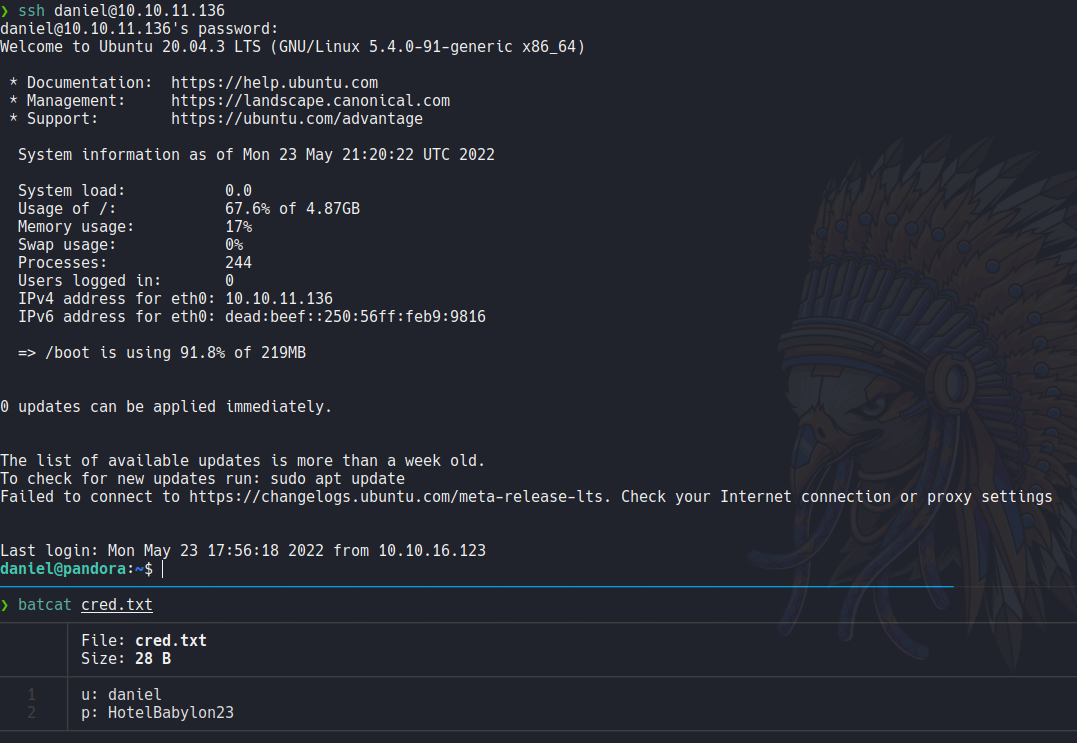 ❯ ssh daniel@10.10.11.136
daniel@10.10.11.136's password:
Welcome to Ubuntu 20.04.3 LTS (GNU/Linux 5.4.0-91-generic x86_64)
* Documentation:  https://help.ubuntu.com
* Management:     https://landscape.canonical.com
* Support:        https://ubuntu.com/advantage
System information as of Mon 23 May 21:20:22 UTC 2022
System load:           0.0
Usage of /:            67.6% of 4.87GB
Memory usage:          17%
Swap usage:            0%
Processes:             244
Users logged in:       0
IPv4 address for eth0: 10.10.11.136
IPv6 address for eth0: dead:beef::250:56ff:feb9:9816
=> /boot is using 91.8% of 219MB
0 updates can be applied immediately.
The list of available updates is more than a week old.
To check for new updates run: sudo apt update
Failed to connect to https://changelogs.ubuntu.com/meta-release-lts. Check your Internet connection or proxy settings
Last login: Mon May 23 17:56:18 2022 from 10.10.16.123
daniel@pandora:~$
❯ batcat cred.txt
File: cred.txt
Size: 28 B
1 u: daniel
2 p: HotelBabylon23